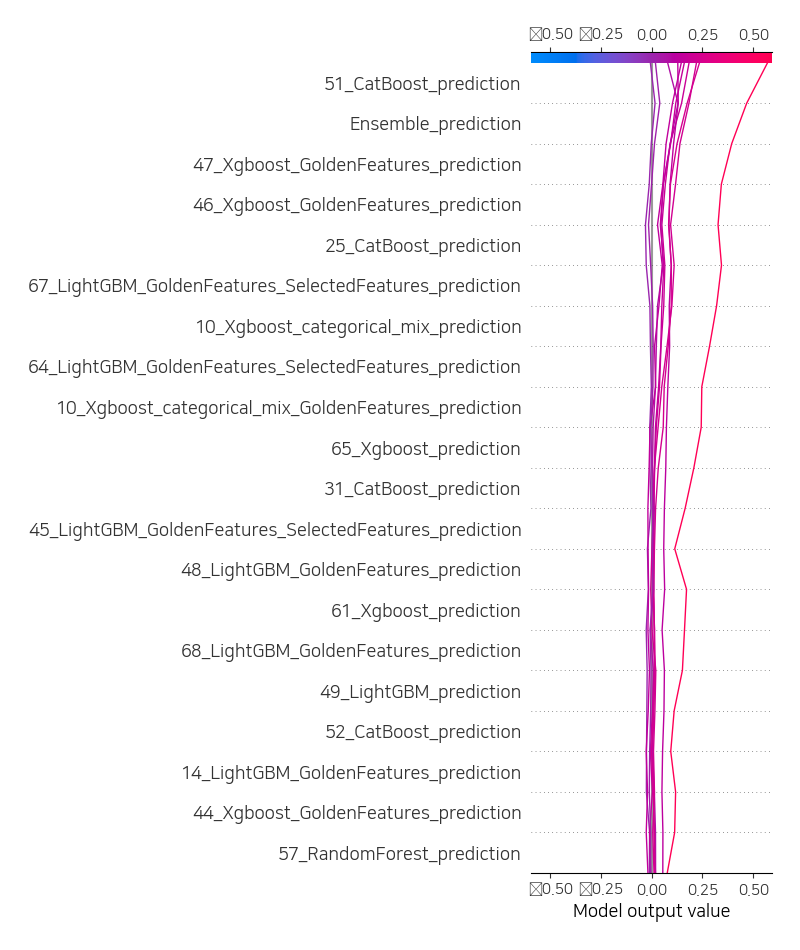 ▯0.50 ▯0.25 0.00 0.25 0.50
51_CatBoost_prediction
Ensemble_prediction
47_Xgboost_GoldenFeatures_prediction
46_Xgboost_GoldenFeatures_prediction
25_CatBoost_prediction
67_LightGBM_GoldenFeatures_SelectedFeatures_prediction
10_Xgboost_categorical_mix_prediction
64_LightGBM_GoldenFeatures_SelectedFeatures_prediction
10_Xgboost_categorical_mix_GoldenFeatures_prediction
65_Xgboost_prediction
31_CatBoost_prediction
45_LightGBM_GoldenFeatures_SelectedFeatures_prediction
48_LightGBM_GoldenFeatures_prediction
61_Xgboost_prediction
68_LightGBM_GoldenFeatures_prediction
49_LightGBM_prediction
52_CatBoost_prediction
14_LightGBM_GoldenFeatures_prediction
44_Xgboost_GoldenFeatures_prediction
57_RandomForest_prediction
▯0.50 ▯0.25 0.00 0.25 0.50
Model output value